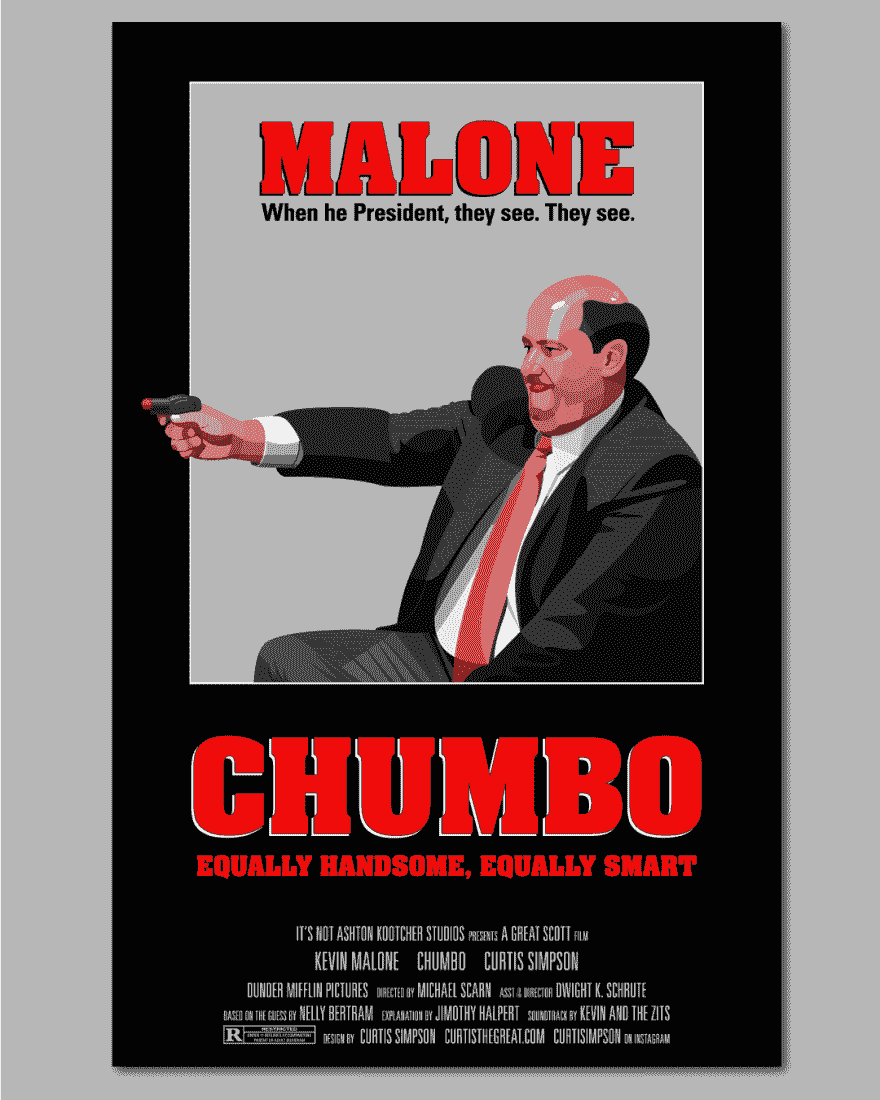 MALONE
When he President, they see. They see.
CHUMBO
EQUALLY HANDSOME, EQUALLY SMART
IT'S NOT ASHTON KOOTCHER STUDIOS PRESENTS A GREAT SCOTT FILM
KEVIN MALONE CHUMBO CURTIS SIMPSON
DUNDER MIFFLIN PICTURES DIRECTED BY MICHAEL SCARN ASST TO DIRECTOR DWIGHT K. SCHRUTE
BASED ON THE GUESS BY NELLY BERTRAM EXPLANATION BY JIMOTHY HALPERT SOUNDTRACK BY KEVIN AND THE ZITS
R RESTRICTED
DESIGN BY CURTIS SIMPSON CURTISTHEGREAT.COM CURTISIMPSON ON INSTAGRAM